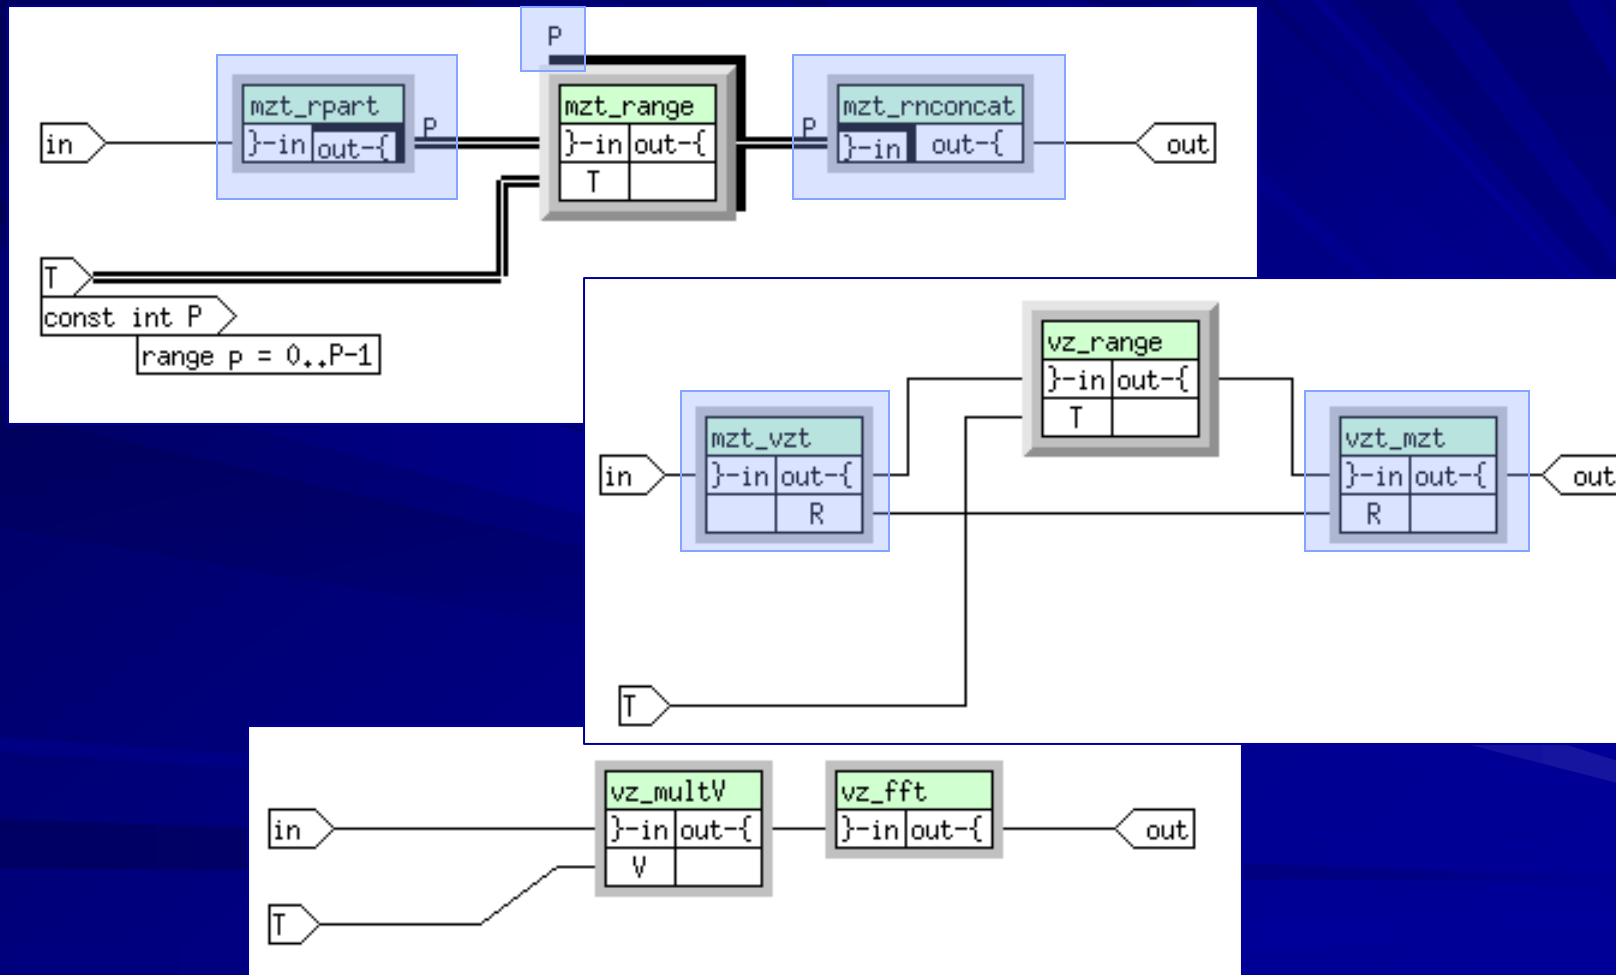 P
mzt_rpart
mzt_range
mzt_rnconcat
in
}-in
out-{
P
}-in
out-{
P
}-in
out-{
out
T
T
const int P
range p = 0..P-1
vz_range
}-in
out-{
T
mzt_vzt
vzt_mzt
in
}-in
out-{
}-in
out-{
out
R
R
T
vz_multV
vz_fft
in
}-in
out-{
}-in
out-{
out
V
T